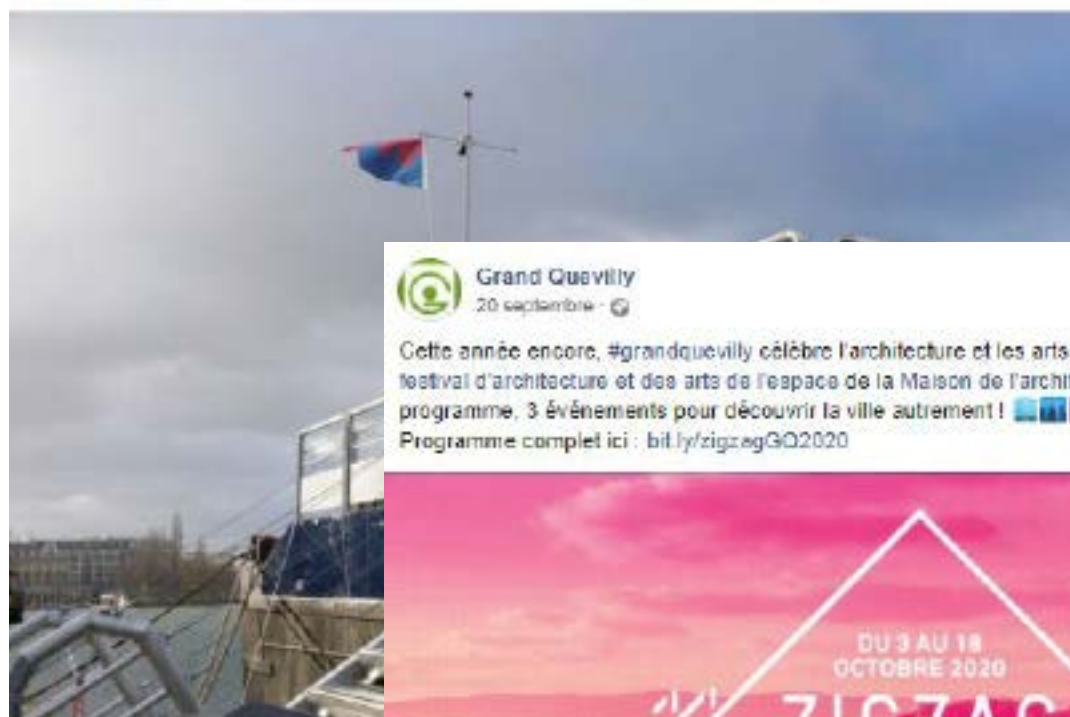 Grand Quevilly
20 septembre
Cette année encore, #grandquevilly célèbre l'architecture et les arts
festival d'architecture et des arts de l'espace de la Maison de l'archi
programme, 3 événements pour découvrir la ville autrement !
Programme complet ici : bit.ly/zigzagGQ2020
DU 3 AU 18
OCTOBRE 2020
ZIGZAG